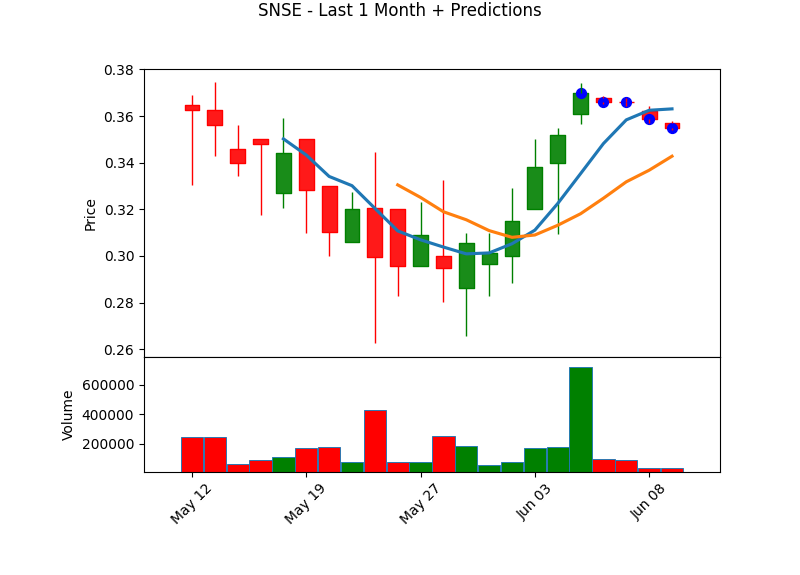 SNSE - Last 1 Month + Predictions
0.38
0.36
0.34
0.32
0.30
0.28
0.26
Price
600000
400000
200000
Volume
May 12
May 19
May 27
Jun 03
Jun 08